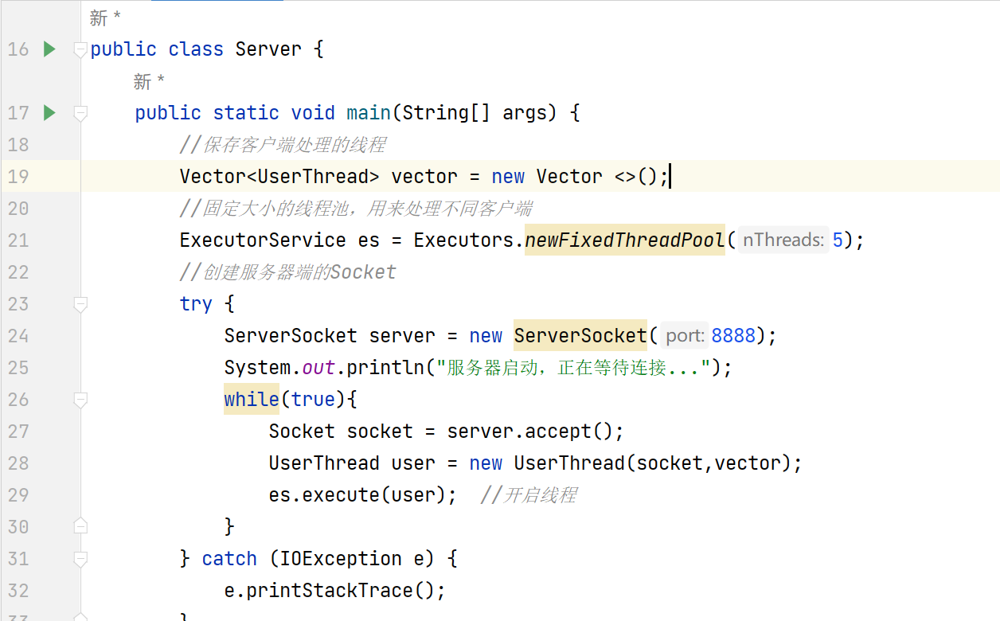 新 *
16 public class Server {
新 *
17 public static void main(String[] args) {
18 //保存客户端处理的线程
19 Vector<UserThread> vector = new Vector <>();
20 //固定大小的线程池，用来处理不同客户端
21 ExecutorService es = Executors.newFixedThreadPool( nThreads: 5);
22 //创建服务器端的Socket
23 try {
24 ServerSocket server = new ServerSocket( port: 8888);
25 System.out.println("服务器启动，正在等待连接...");
26 while(true){
27 Socket socket = server.accept();
28 UserThread user = new UserThread(socket,vector);
29 es.execute(user);  //开启线程
30 }
31 } catch (IOException e) {
32 e.printStackTrace();
33 }